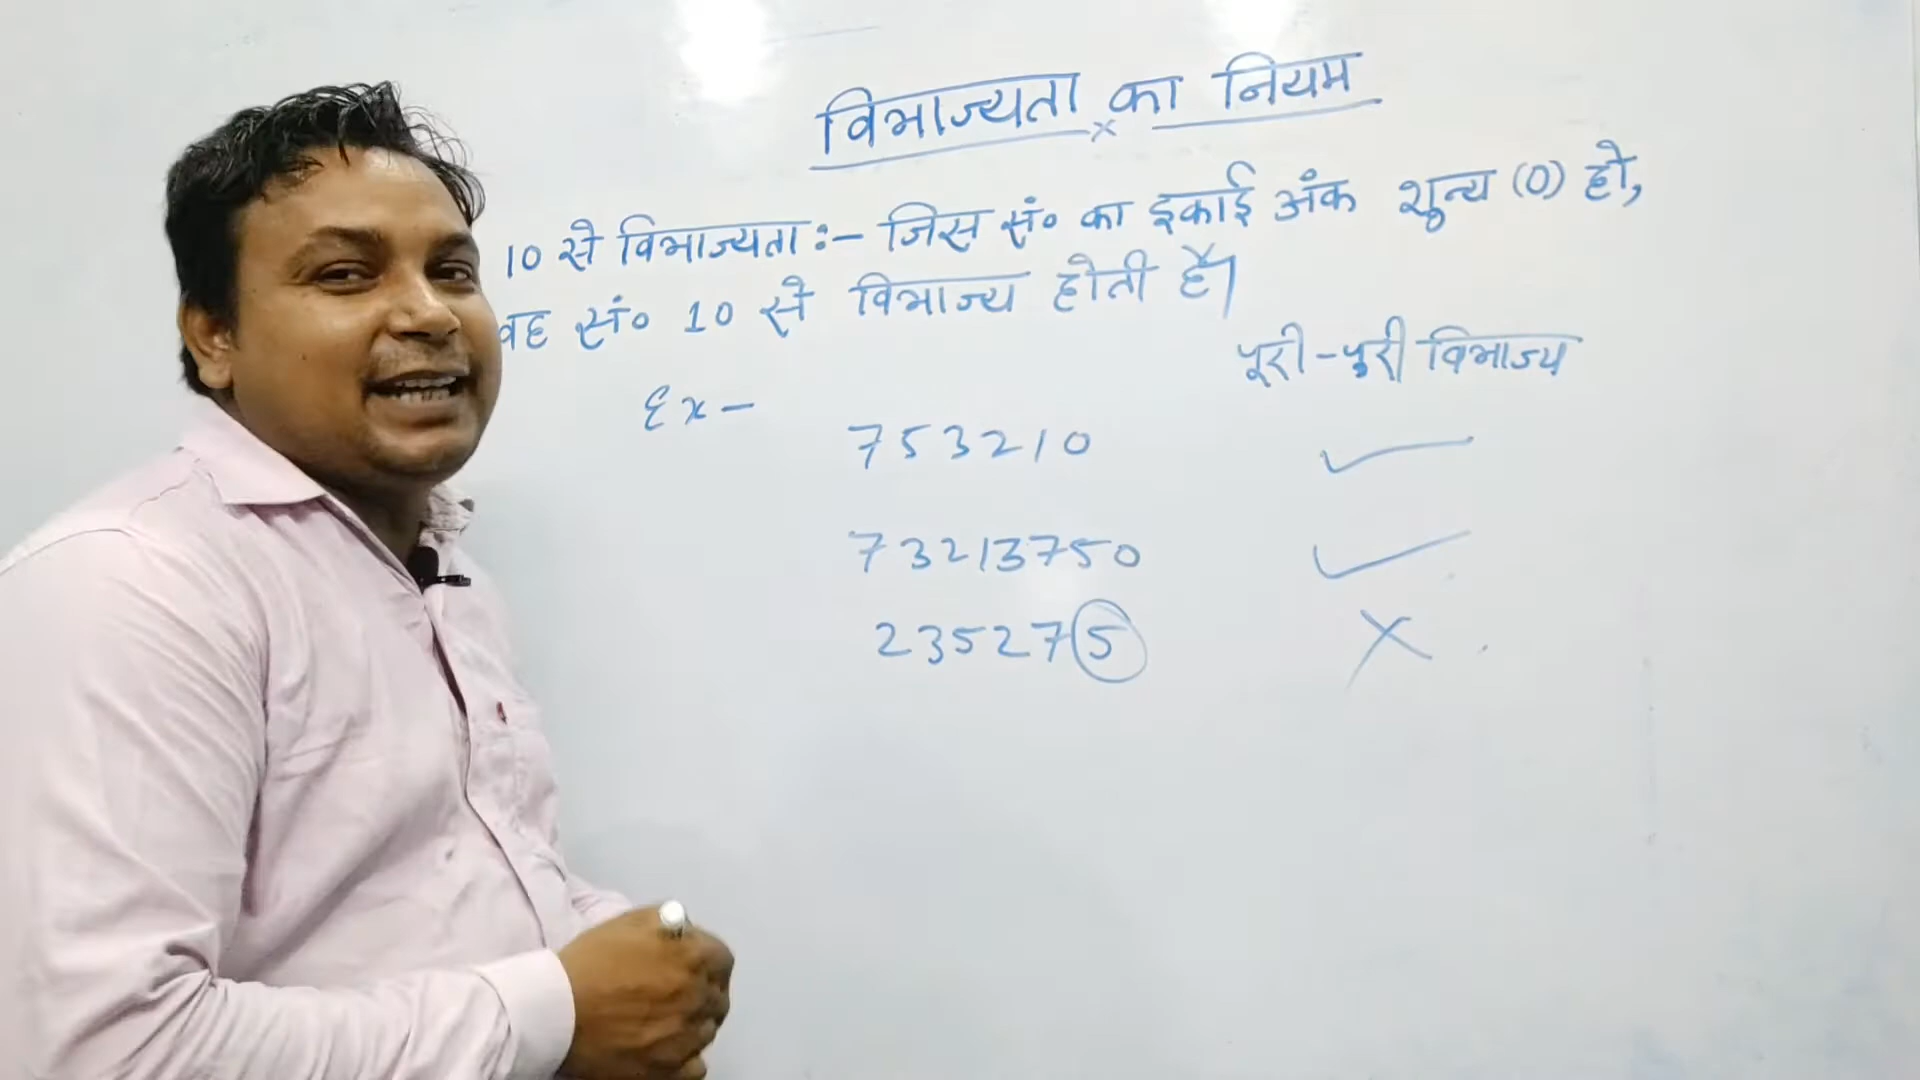 विभाज्यता का नियम
10 से विभाज्यता :- जिस सं० का इकाई अंक शून्य (0) हो,
वह सं० 10 से विभाज्य होती है।
पूरी-पूरी विभाज्य
Ex -
753210 ✓
73213750 ✓
235275 ×